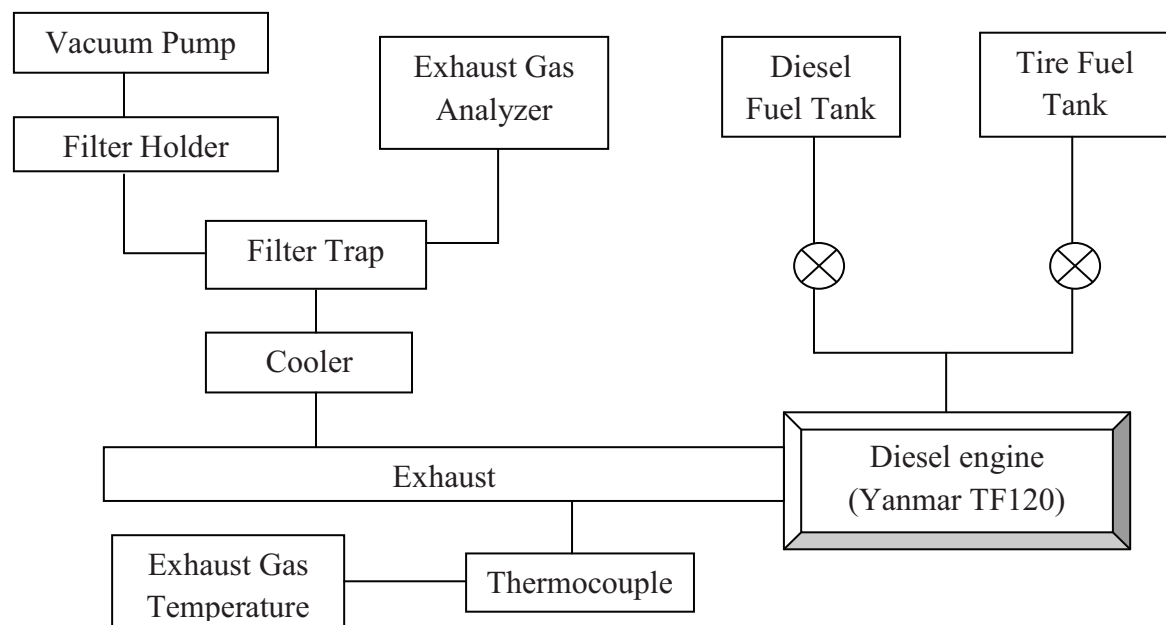 Vacuum Pump
Exhaust Gas
Analyzer
Diesel
Fuel Tank
Tire Fuel
Tank
Filter Holder
Filter Trap
Cooler
Exhaust
Diesel engine
(Yanmar TF120)
Exhaust Gas
Temperature
Thermocouple